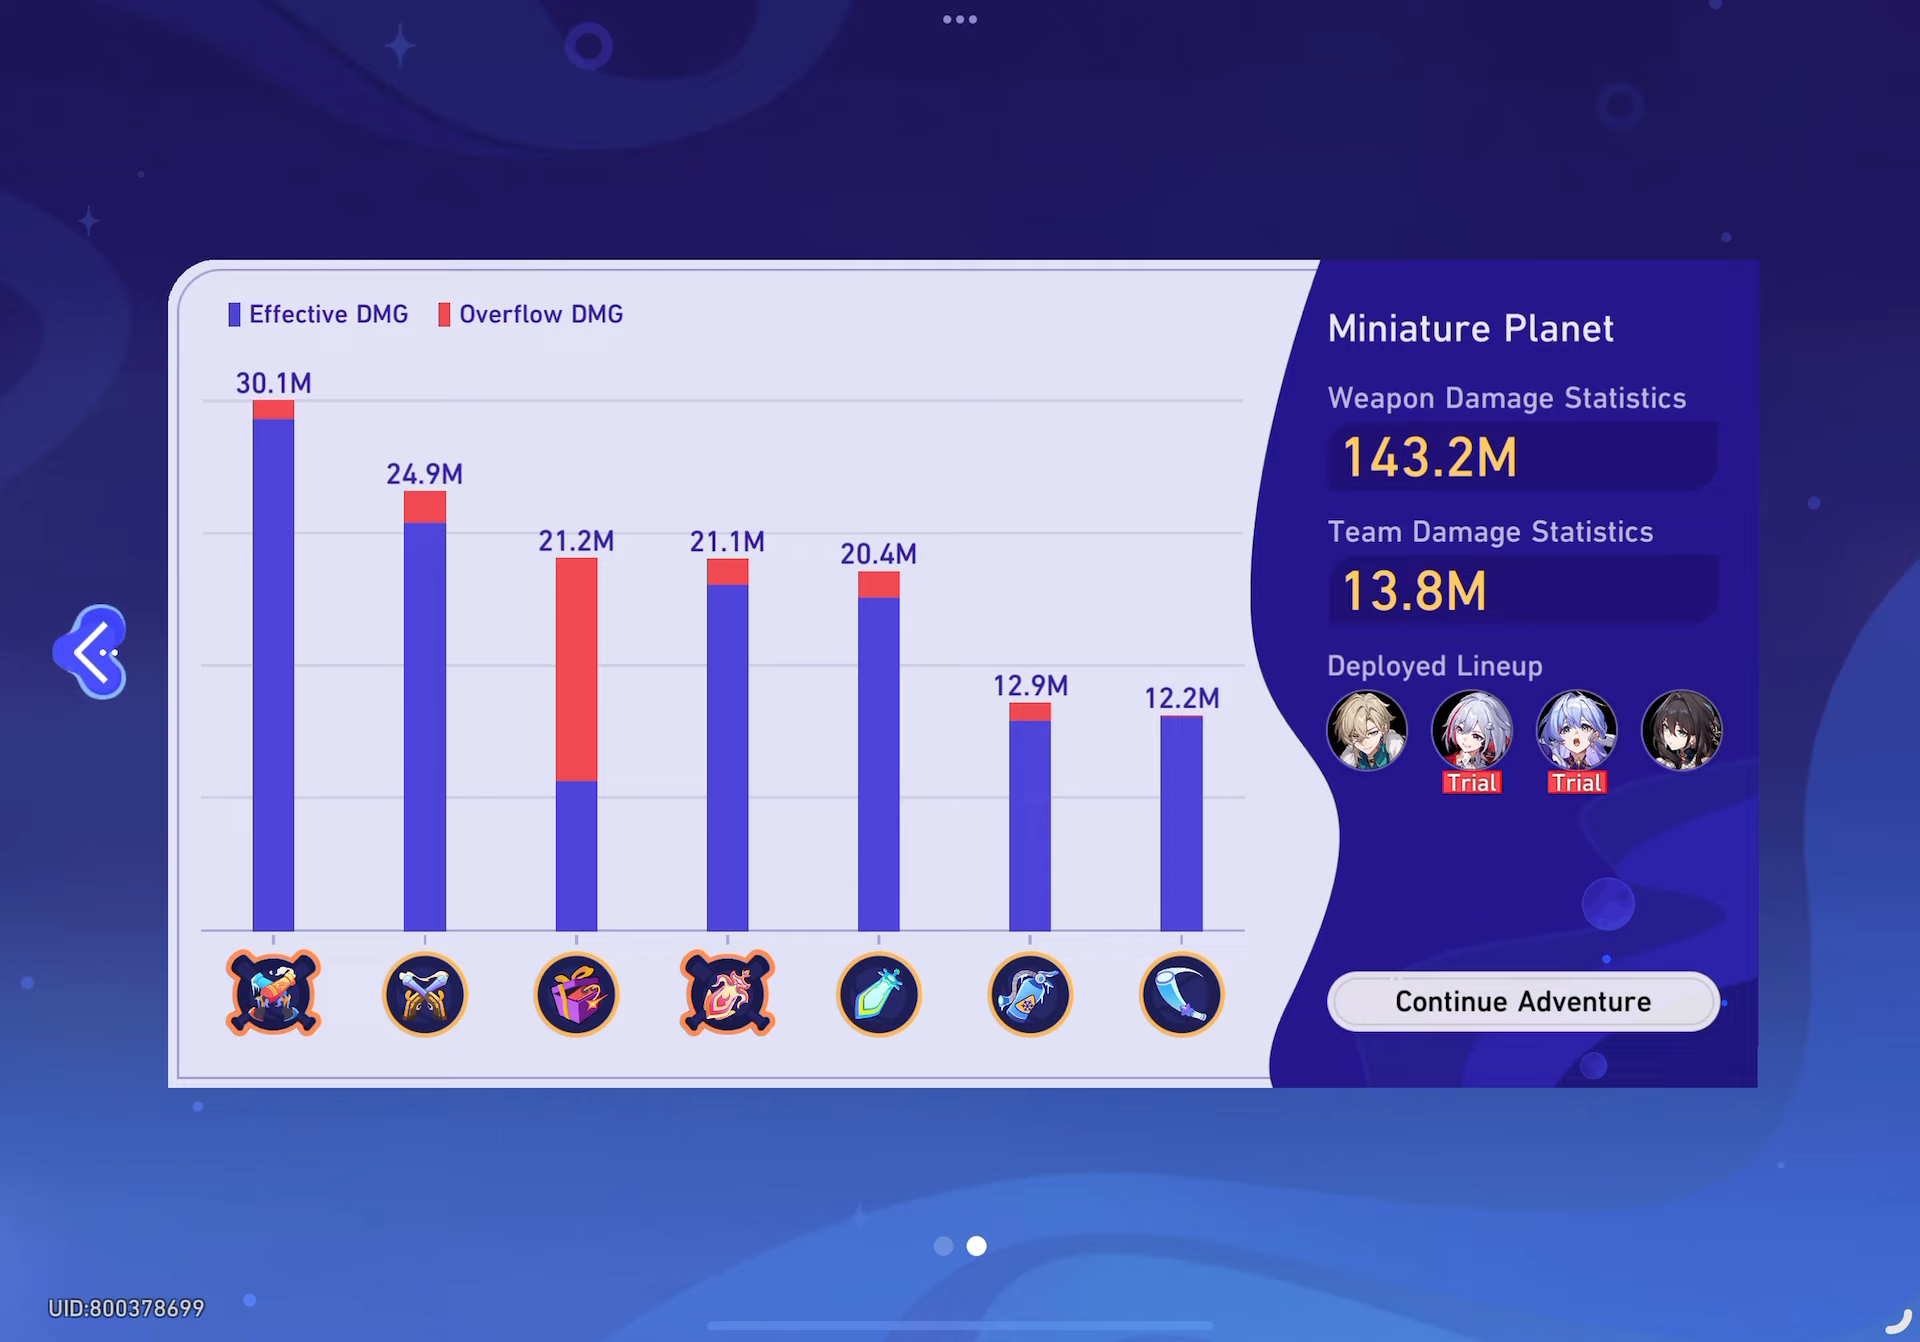 Effective DMG Overflow DMG
30.1M
24.9M
21.2M
21.1M
20.4M
12.9M
12.2M
Miniature Planet
Weapon Damage Statistics
143.2M
Team Damage Statistics
13.8M
Deployed Lineup
Trial
Trial
Continue Adventure
UID:800378699